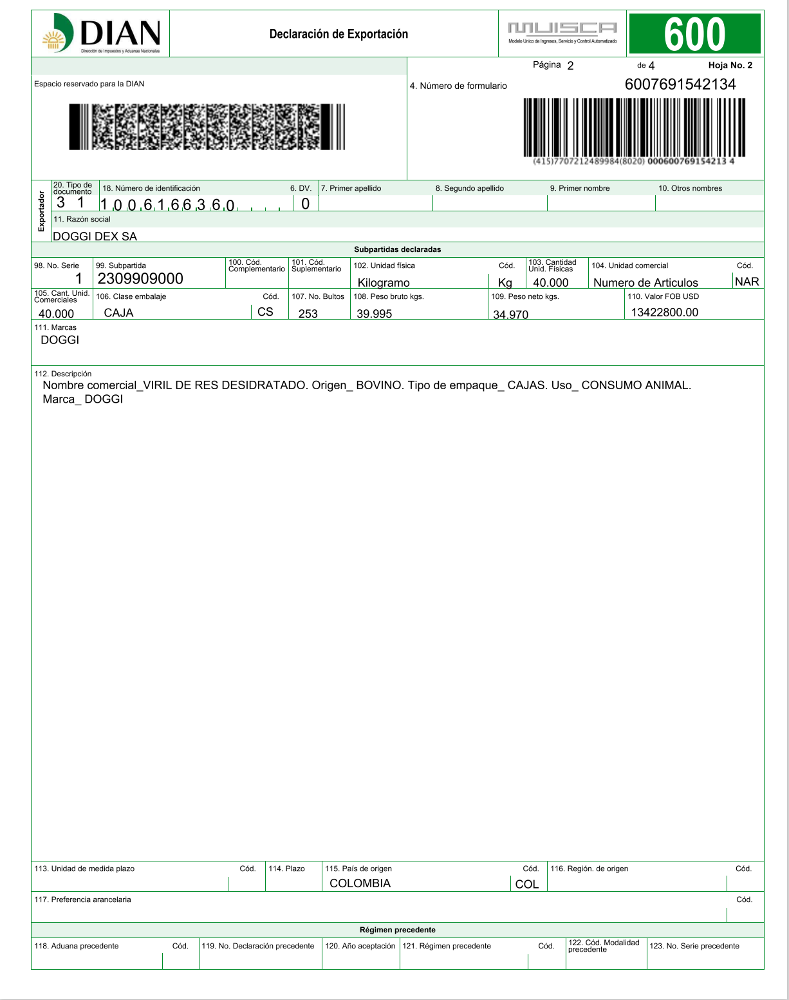 DIAN
Dirección de Impuestos y Aduanas Nacionales
Declaración de Exportación
MUISCA
Modelo Unico de Ingresos, Servicio y Control Automatizado
600
Página 2 de 4 Hoja No. 2
Espacio reservado para la DIAN
4. Número de formulario 6007691542134
(415)7707212489984(8020) 000600769154213 4
Exportador
20. Tipo de documento 18. Número de identificación 6. DV. 7. Primer apellido 8. Segundo apellido 9. Primer nombre 10. Otros nombres
3 1 1006166360 0
11. Razón social
DOGGI DEX SA
Subpartidas declaradas
98. No. Serie 99. Subpartida 100. Cód. Complementario 101. Cód. Suplementario 102. Unidad física Cód. 103. Cantidad Unid. Físicas 104. Unidad comercial Cód.
1 2309909000 Kilogramo Kg 40.000 Numero de Articulos NAR
105. Cant. Unid. Comerciales 106. Clase embalaje Cód. 107. No. Bultos 108. Peso bruto kgs. 109. Peso neto kgs. 110. Valor FOB USD
40.000 CAJA CS 253 39.995 34.970 13422800.00
111. Marcas
DOGGI
112. Descripción
Nombre comercial_VIRIL DE RES DESIDRATADO. Origen_ BOVINO. Tipo de empaque_ CAJAS. Uso_ CONSUMO ANIMAL.
Marca_ DOGGI
113. Unidad de medida plazo Cód. 114. Plazo 115. País de origen Cód. 116. Región. de origen Cód.
COLOMBIA COL
117. Preferencia arancelaria Cód.
Régimen precedente
118. Aduana precedente Cód. 119. No. Declaración precedente 120. Año aceptación 121. Régimen precedente Cód. 122. Cód. Modalidad precedente 123. No. Serie precedente